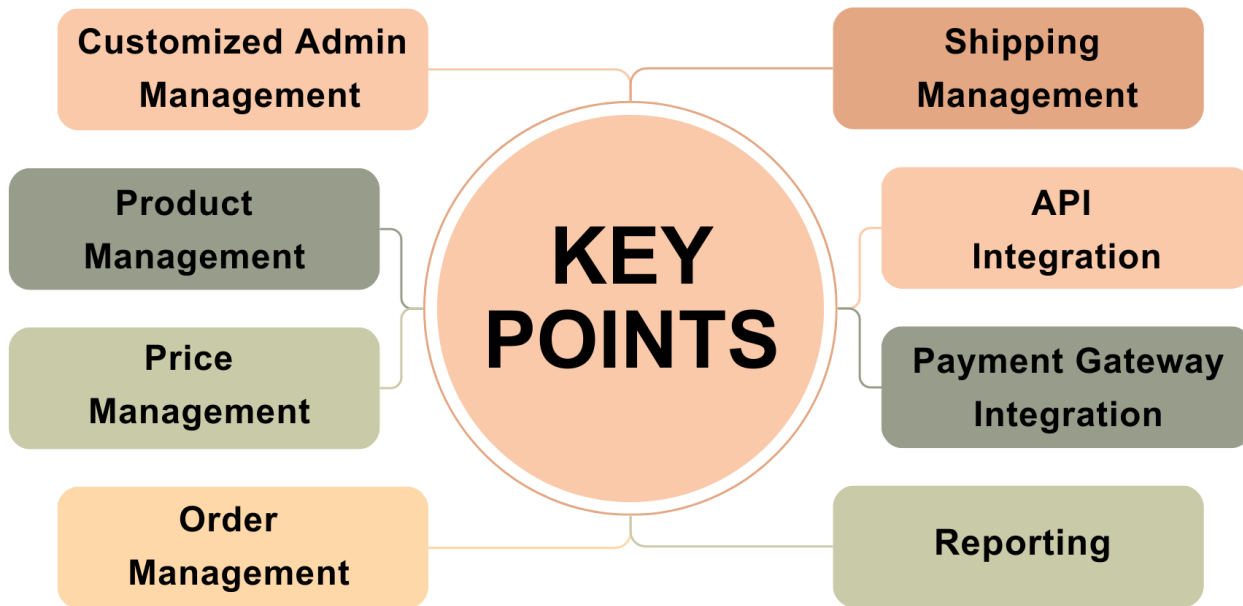 Customized Admin
Management
Product
Management
Price
Management
Order
Management
KEY
POINTS
Shipping
Management
API
Integration
Payment Gateway
Integration
Reporting